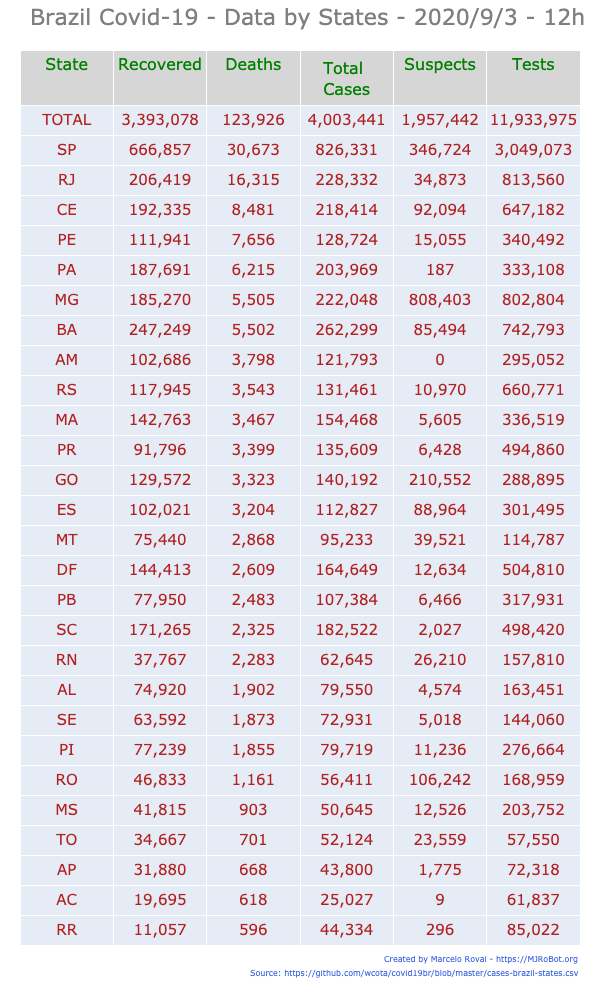 Brazil Covid-19 - Data by States - 2020/9/3 - 12h
State Recovered Deaths Total Cases Suspects Tests
TOTAL 3,393,078 123,926 4,003,441 1,957,442 11,933,975
SP 666,857 30,673 826,331 346,724 3,049,073
RJ 206,419 16,315 228,332 34,873 813,560
CE 192,335 8,481 218,414 92,094 647,182
PE 111,941 7,656 128,724 15,055 340,492
PA 187,691 6,215 203,969 187 333,108
MG 185,270 5,505 222,048 808,403 802,804
BA 247,249 5,502 262,299 85,494 742,793
AM 102,686 3,798 121,793 0 295,052
RS 117,945 3,543 131,461 10,970 660,771
MA 142,763 3,467 154,468 5,605 336,519
PR 91,796 3,399 135,609 6,428 494,860
GO 129,572 3,323 140,192 210,552 288,895
ES 102,021 3,204 112,827 88,964 301,495
MT 75,440 2,868 95,233 39,521 114,787
DF 144,413 2,609 164,649 12,634 504,810
PB 77,950 2,483 107,384 6,466 317,931
SC 171,265 2,325 182,522 2,027 498,420
RN 37,767 2,283 62,645 26,210 157,810
AL 74,920 1,902 79,550 4,574 163,451
SE 63,592 1,873 72,931 5,018 144,060
PI 77,239 1,855 79,719 11,236 276,664
RO 46,833 1,161 56,411 106,242 168,959
MS 41,815 903 50,645 12,526 203,752
TO 34,667 701 52,124 23,559 57,550
AP 31,880 668 43,800 1,775 72,318
AC 19,695 618 25,027 9 61,837
RR 11,057 596 44,334 296 85,022
Created by Marcelo Rovai - https://MJRoBot.org
Source: https://github.com/wcota/covid19br/blob/master/cases-brazil-states.csv